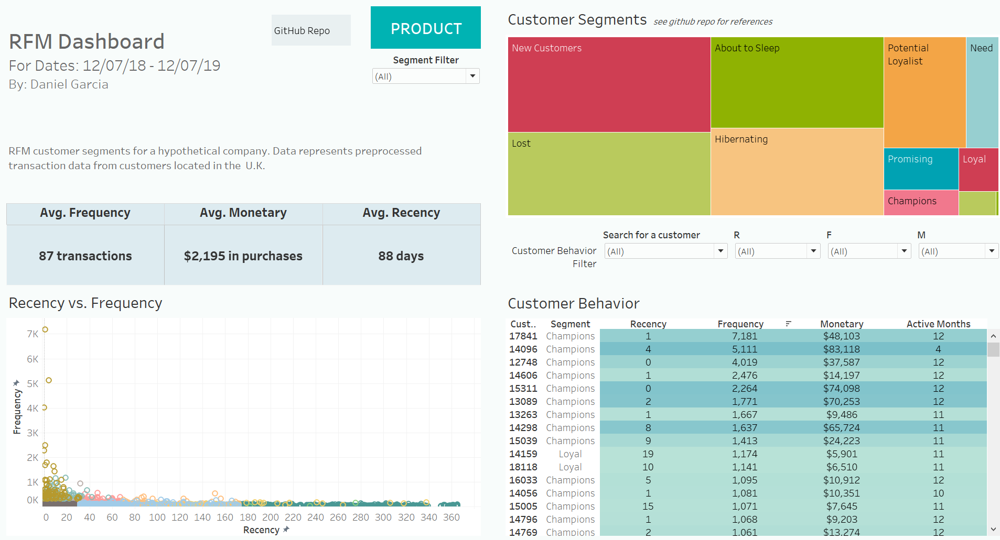 RFM Dashboard
For Dates: 12/07/18 - 12/07/19
By: Daniel Garcia
GitHub Repo
PRODUCT
Segment Filter
(All)
RFM customer segments for a hypothetical company. Data represents preprocessed
transaction data from customers located in the U.K.
Avg. Frequency Avg. Monetary Avg. Recency
87 transactions $2,195 in purchases 88 days
Recency vs. Frequency
7K
6K
5K
4K
3K
2K
1K
0K
Frequency
0 20 40 60 80 100 120 140 160 180 200 220 240 260 280 300 320 340 360
Recency
Customer Segments see github repo for references
New Customers
About to Sleep
Potential
Loyalist
Need
Lost
Hibernating
Promising
Loyal
Champions
Customer Behavior
Filter
Search for a customer R F M
(All) (All) (All) (All)
Customer Behavior
Cust.. Segment Recency Frequency Monetary Active Months
17841 Champions 1 7,181 $48,103 12
14096 Champions 4 5,111 $83,118 4
12748 Champions 0 4,019 $37,587 12
14606 Champions 1 2,476 $14,197 12
15311 Champions 0 2,264 $74,098 12
13089 Champions 2 1,771 $70,253 12
13263 Champions 1 1,667 $9,486 11
14298 Champions 8 1,637 $65,724 11
15039 Champions 9 1,413 $24,223 11
14159 Loyal 19 1,174 $5,901 11
18118 Loyal 10 1,141 $6,510 11
16033 Champions 5 1,095 $10,912 12
14056 Champions 1 1,081 $10,351 10
15005 Champions 15 1,071 $7,645 11
14796 Champions 1 1,068 $9,203 12
14769 Champions 2 1,061 $13,274 12